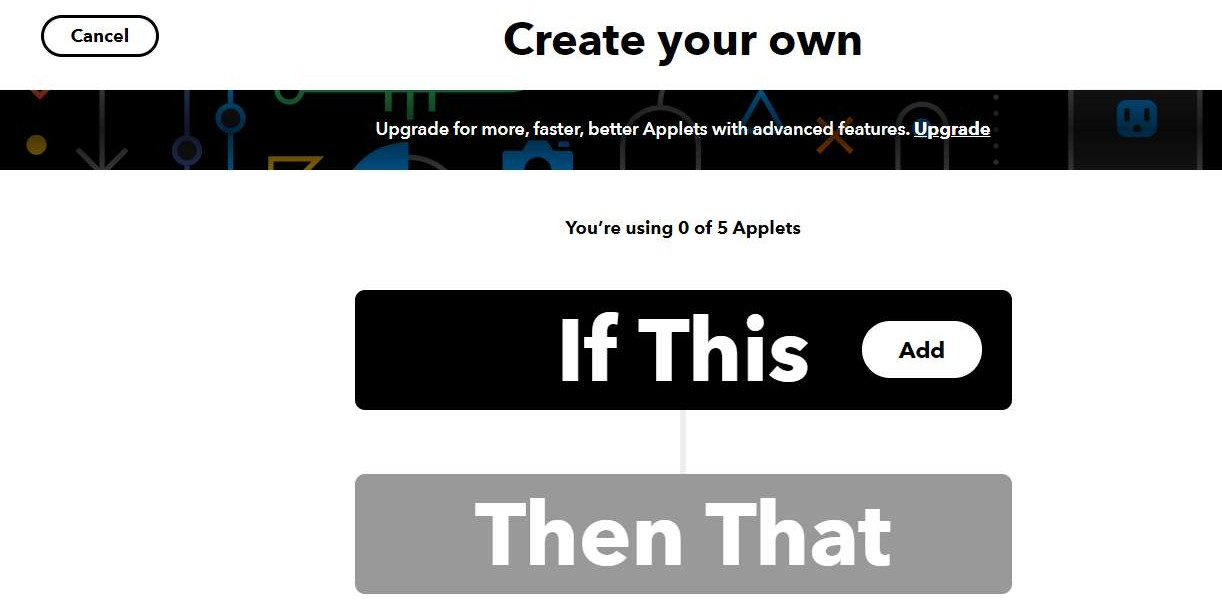 Cancel
Create your own
Upgrade for more, faster, better Applets with advanced features. Upgrade
You’re using 0 of 5 Applets
If This
Add
Then That